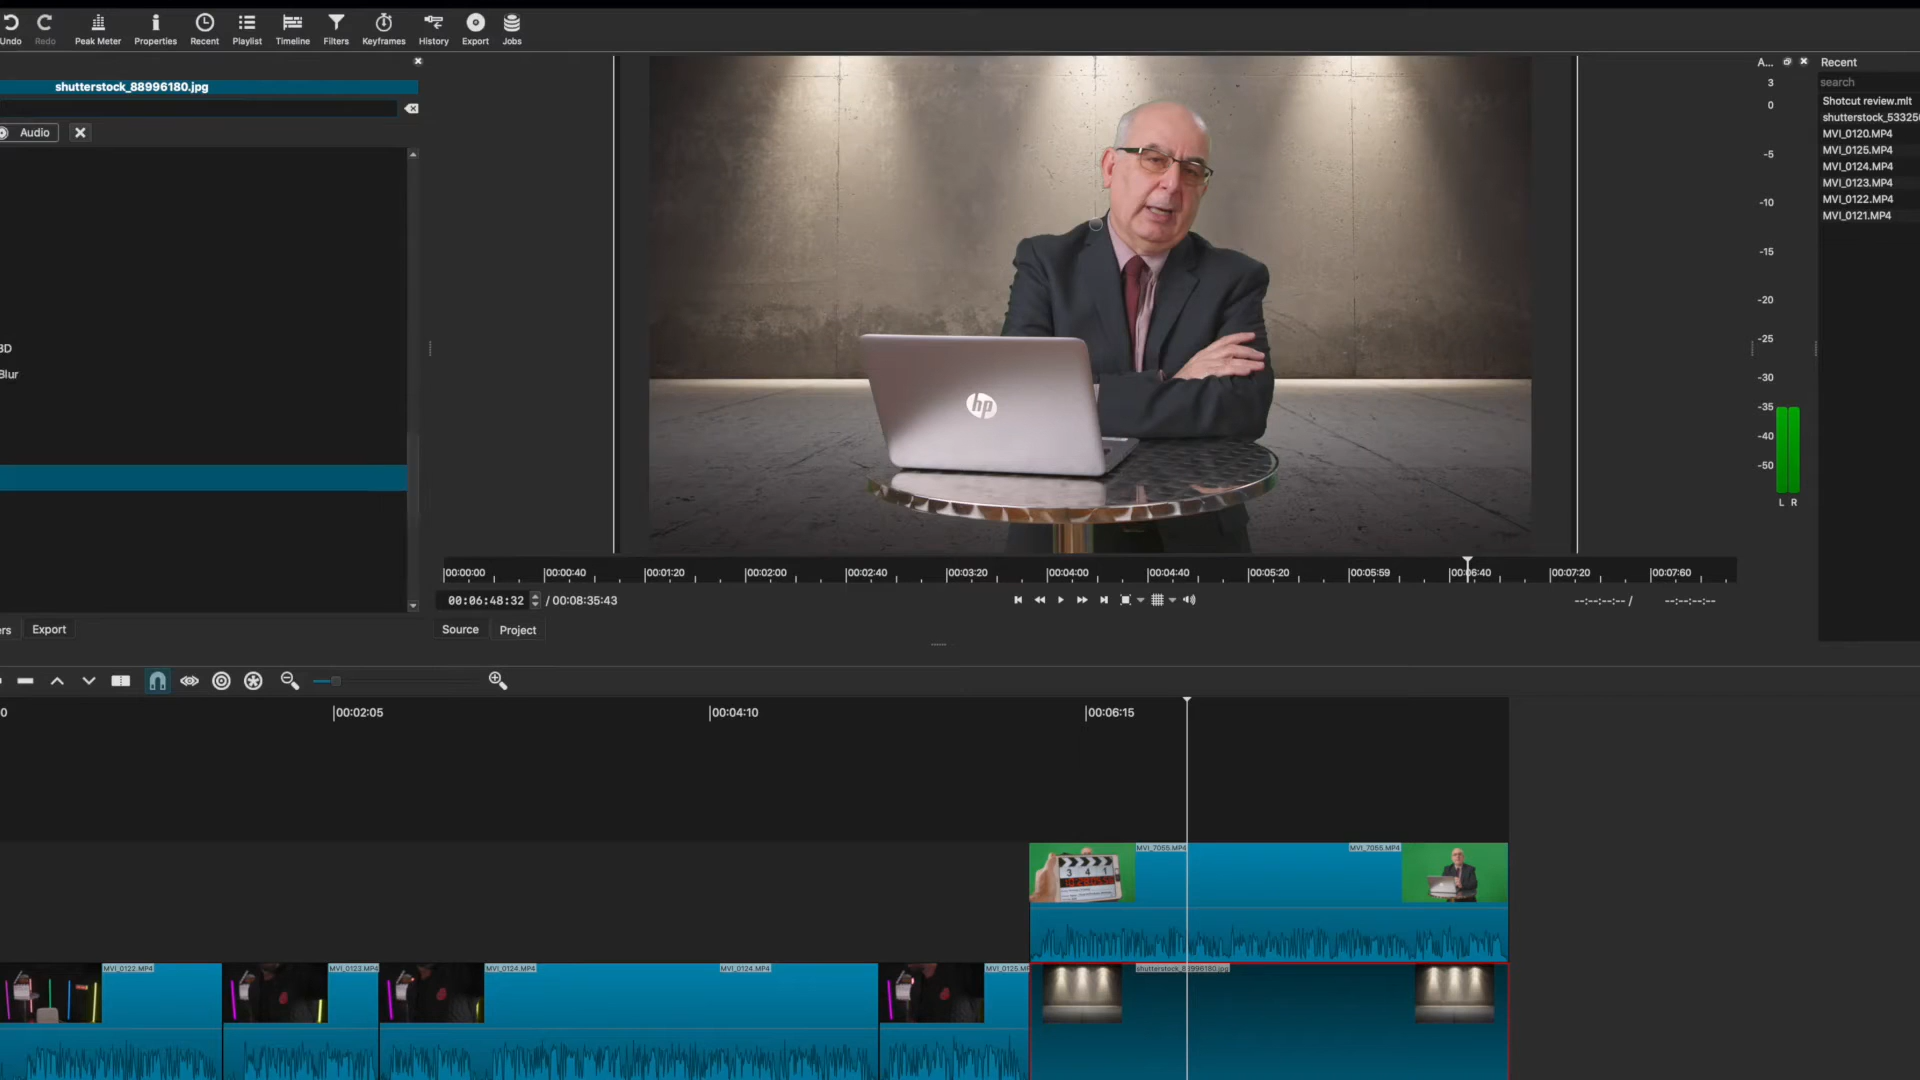 Undo Redo Peak Meter Properties Recent Playlist Timeline Filters Keyframes History Export Jobs
shutterstock_88996180.jpg
Audio
3D
Blur
ers Export
hp
00:00:00 00:00:40 00:01:20 00:02:00 00:02:40 00:03:20 00:04:00 00:04:40 00:05:20 00:05:59 00:06:40 00:07:20 00:07:60
00:06:48:32 / 00:08:35:43
--:--:--:-- / --:--:--:--
Source Project
A...
3
0
-5
-10
-15
-20
-25
-30
-35
-40
-50
L R
Recent
search
Shotcut review.mlt
shutterstock_53325
MVI_0120.MP4
MVI_0125.MP4
MVI_0124.MP4
MVI_0123.MP4
MVI_0122.MP4
MVI_0121.MP4
0 00:02:05 00:04:10 00:06:15
MVI_7055.MP4 MVI_7055.MP4
3 4 1
MVI_0122.MP4 MVI_0123.MP4 MVI_0124.MP4 MVI_0124.MP4 MVI_0125.MP shutterstock_88996180.jpg